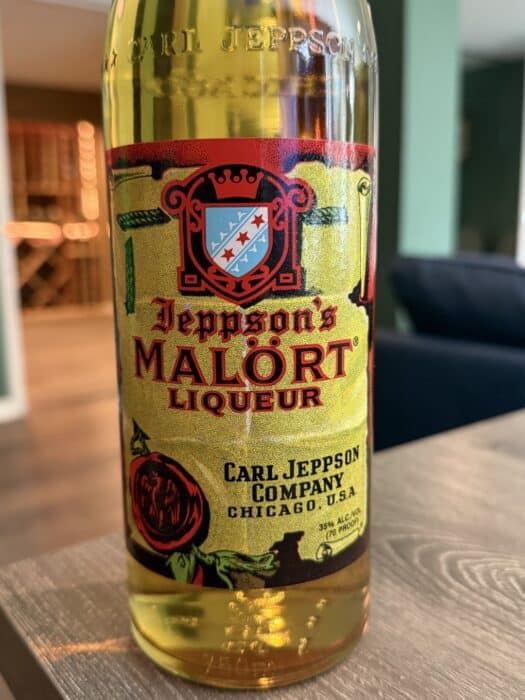 CARL JEPPSON
Jeppson's
MALÖRT®
LIQUEUR
CARL JEPPSON
COMPANY
CHICAGO, U.S.A.
35% ALC./VOL.
(70 PROOF)